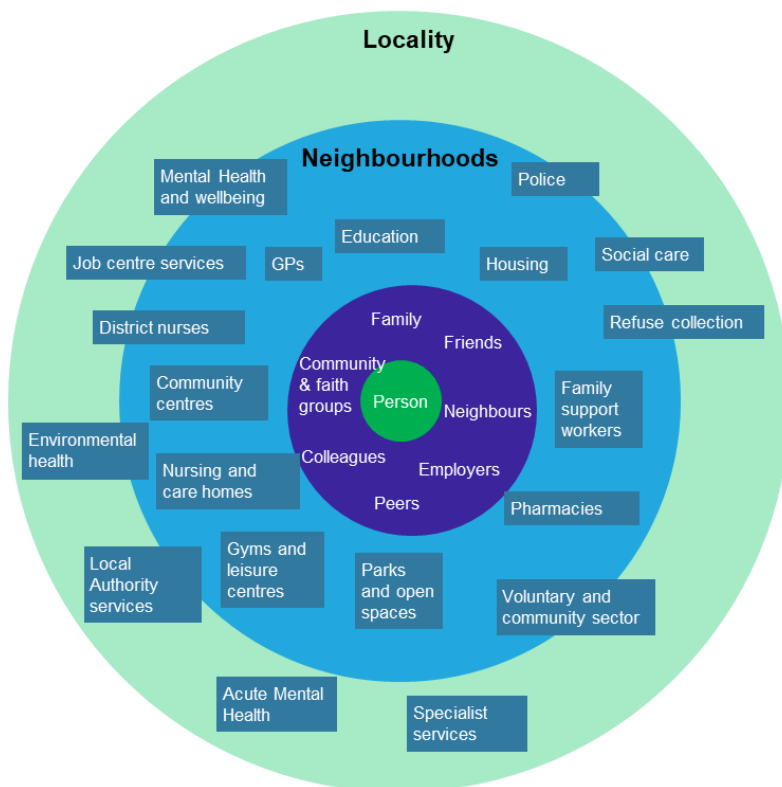 Locality
Neighbourhoods
Mental Health
and wellbeing
Police
Education
Job centre services
GPs
Housing
Social care
Family
District nurses
Refuse collection
Friends
Community
& faith
groups
Person
Neighbours
Community
centres
Family
support
workers
Environmental
health
Colleagues
Employers
Nursing and
care homes
Peers
Pharmacies
Local
Authority
services
Gyms and
leisure
centres
Parks
and open
spaces
Voluntary and
community sector
Acute Mental
Health
Specialist
services